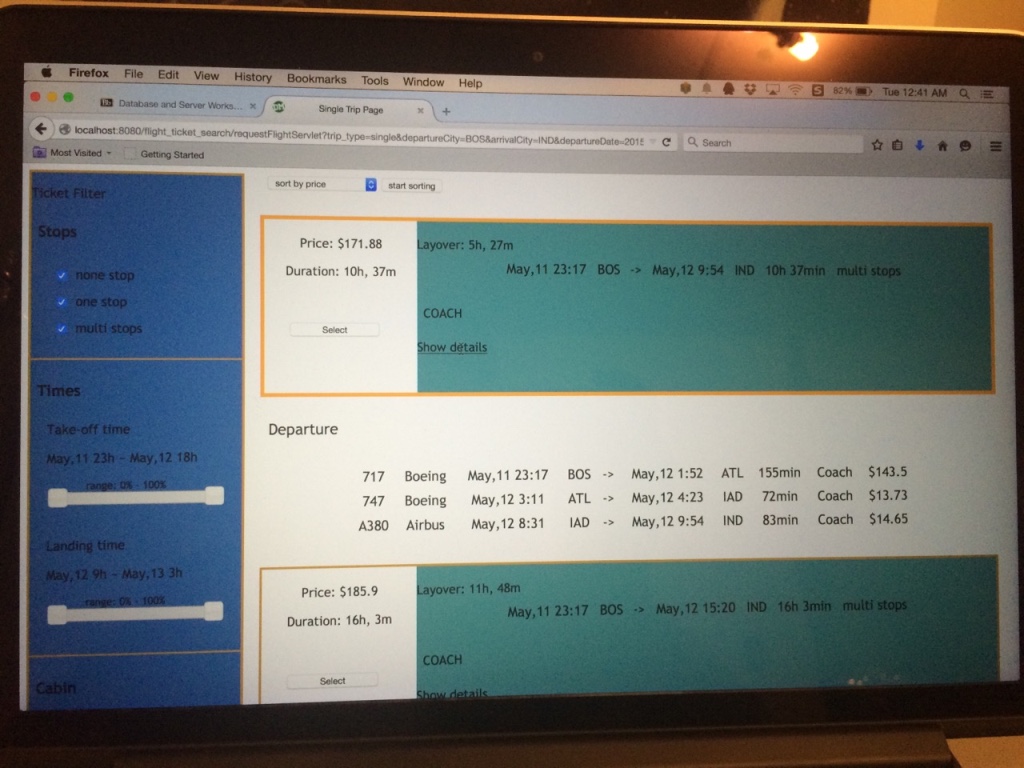 Firefox File Edit View History Bookmarks Tools Window Help 82% Tue 12:41 AM
Database and Server Works... × Single Trip Page × +
localhost:8080/flight_ticket_search/requestFlightServlet?trip_type=single&departureCity=BOS&arrivalCity=IND&departureDate=201 Search
Most Visited Getting Started
Ticket Filter
Stops
none stop
one stop
multi stops
Times
Take-off time
May,11 23h - May,12 18h
range: 0% - 100%
Landing time
May,12 9h - May,13 3h
range: 0% - 100%
Cabin
sort by price start sorting
Price: $171.88
Duration: 10h, 37m
Select
Layover: 5h, 27m
May,11 23:17 BOS -> May,12 9:54 IND 10h 37min multi stops
COACH
Show details
Departure
717 Boeing May,11 23:17 BOS -> May,12 1:52 ATL 155min Coach $143.5
747 Boeing May,12 3:11 ATL -> May,12 4:23 IAD 72min Coach $13.73
A380 Airbus May,12 8:31 IAD -> May,12 9:54 IND 83min Coach $14.65
Price: $185.9
Duration: 16h, 3m
Select
Layover: 11h, 48m
May,11 23:17 BOS -> May,12 15:20 IND 16h 3min multi stops
COACH
Show details